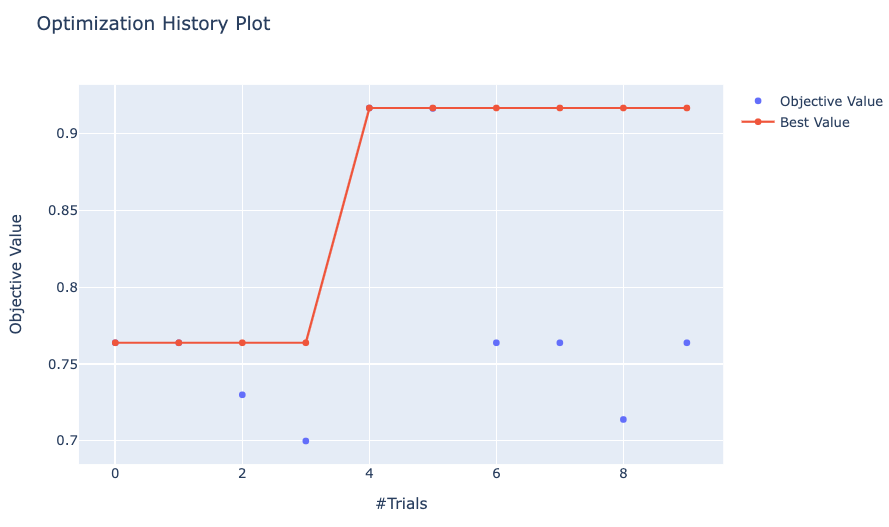 Optimization History Plot
Objective Value
Best Value
0.9
0.85
0.8
0.75
0.7
Objective Value
0
2
4
6
8
#Trials